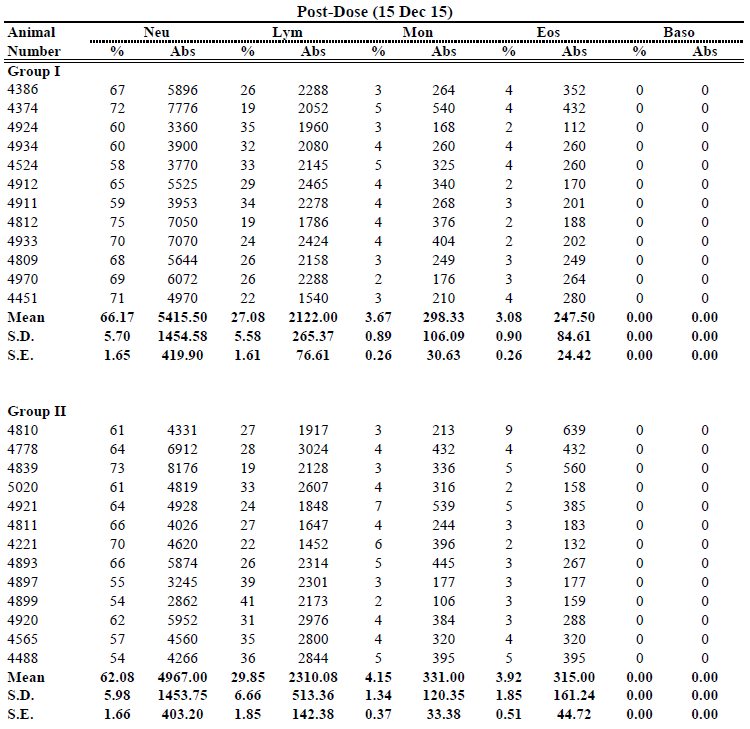 Post-Dose (15 Dec 15)
Animal Neu Lym Mon Eos Baso
Number % Abs % Abs % Abs % Abs % Abs
Group I
4386 67 5896 26 2288 3 264 4 352 0 0
4374 72 7776 19 2052 5 540 4 432 0 0
4924 60 3360 35 1960 3 168 2 112 0 0
4934 60 3900 32 2080 4 260 4 260 0 0
4524 58 3770 33 2145 5 325 4 260 0 0
4912 65 5525 29 2465 4 340 2 170 0 0
4911 59 3953 34 2278 4 268 3 201 0 0
4812 75 7050 19 1786 4 376 2 188 0 0
4933 70 7070 24 2424 4 404 2 202 0 0
4809 68 5644 26 2158 3 249 3 249 0 0
4970 69 6072 26 2288 2 176 3 264 0 0
4451 71 4970 22 1540 3 210 4 280 0 0
Mean 66.17 5415.50 27.08 2122.00 3.67 298.33 3.08 247.50 0.00 0.00
S.D. 5.70 1454.58 5.58 265.37 0.89 106.09 0.90 84.61 0.00 0.00
S.E. 1.65 419.90 1.61 76.61 0.26 30.63 0.26 24.42 0.00 0.00
Group II
4810 61 4331 27 1917 3 213 9 639 0 0
4778 64 6912 28 3024 4 432 4 432 0 0
4839 73 8176 19 2128 3 336 5 560 0 0
5020 61 4819 33 2607 4 316 2 158 0 0
4921 64 4928 24 1848 7 539 5 385 0 0
4811 66 4026 27 1647 4 244 3 183 0 0
4221 70 4620 22 1452 6 396 2 132 0 0
4893 66 5874 26 2314 5 445 3 267 0 0
4897 55 3245 39 2301 3 177 3 177 0 0
4899 54 2862 41 2173 2 106 3 159 0 0
4920 62 5952 31 2976 4 384 3 288 0 0
4565 57 4560 35 2800 4 320 4 320 0 0
4488 54 4266 36 2844 5 395 5 395 0 0
Mean 62.08 4967.00 29.85 2310.08 4.15 331.00 3.92 315.00 0.00 0.00
S.D. 5.98 1453.75 6.66 513.36 1.34 120.35 1.85 161.24 0.00 0.00
S.E. 1.66 403.20 1.85 142.38 0.37 33.38 0.51 44.72 0.00 0.00